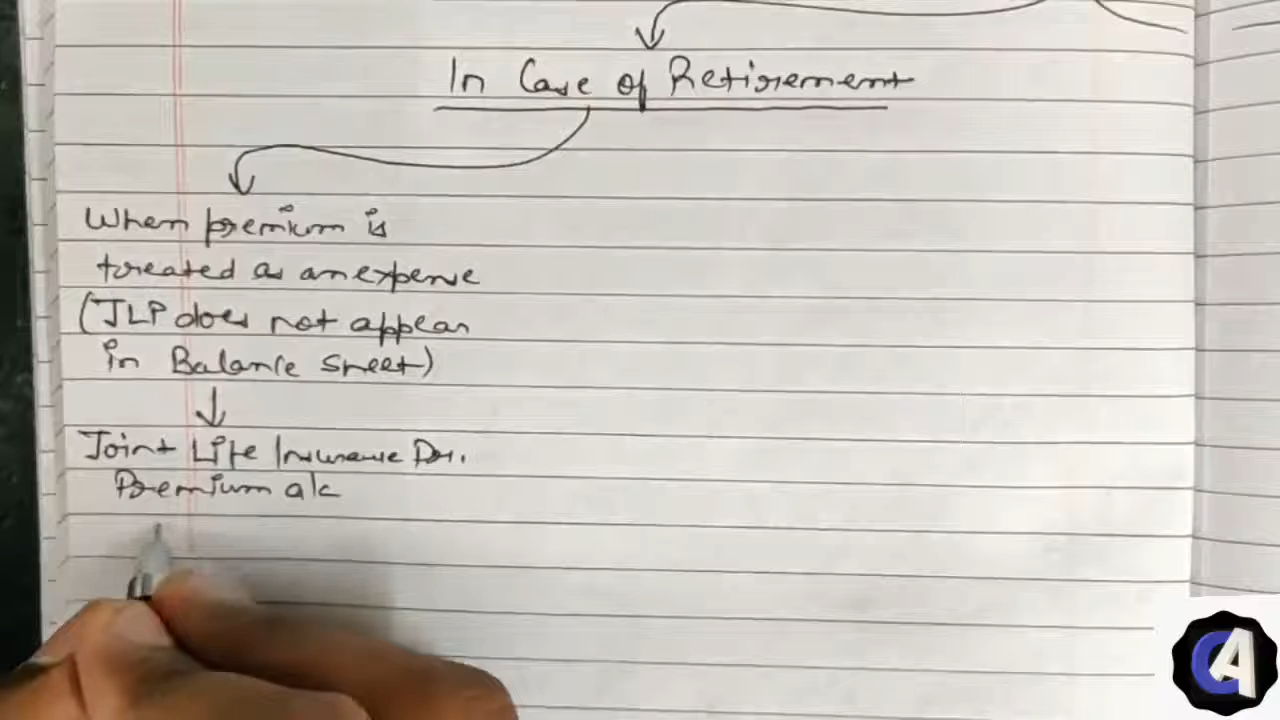 In Case of Retirement
When premium is
treated as an expense
(JLP does not appear
in Balance Sheet)
Joint Life Insurance Dr.
Premium a/c
CA